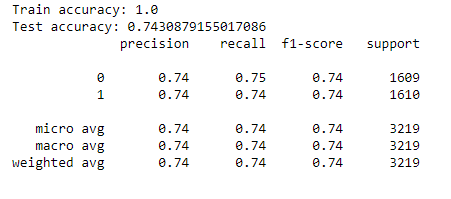 Train accuracy: 1.0
Test accuracy: 0.7430879155017086
precision recall f1-score support
0 0.74 0.75 0.74 1609
1 0.74 0.74 0.74 1610
micro avg 0.74 0.74 0.74 3219
macro avg 0.74 0.74 0.74 3219
weighted avg 0.74 0.74 0.74 3219